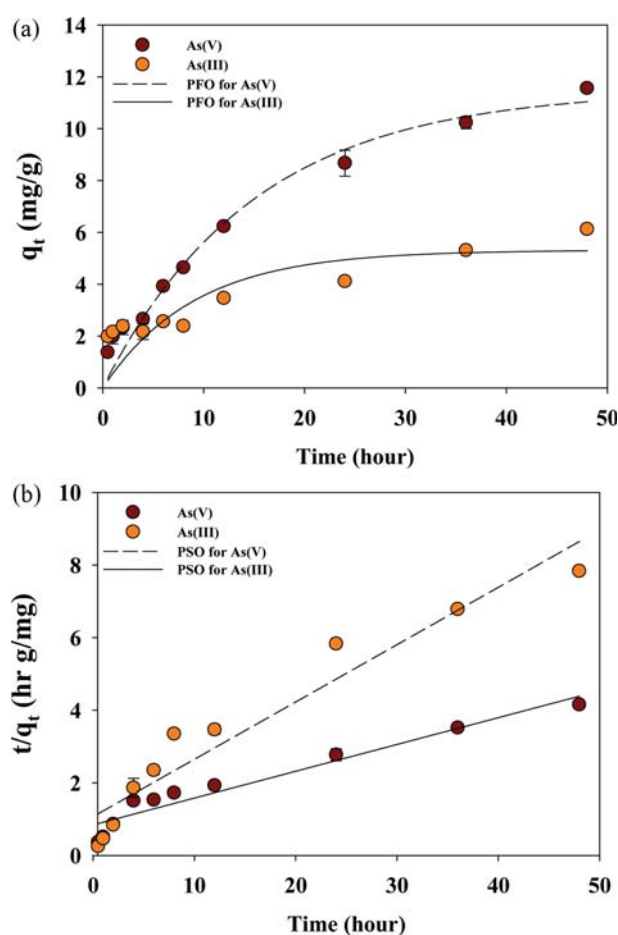 (a)
As(V)
As(III)
PFO for As(V)
PFO for As(III)
14
12
10
8
6
4
2
0
qt (mg/g)
0 10 20 30 40 50
Time (hour)
(b)
As(V)
As(III)
PSO for As(V)
PSO for As(III)
10
8
6
4
2
0
t/qt (hr g/mg)
0 10 20 30 40 50
Time (hour)